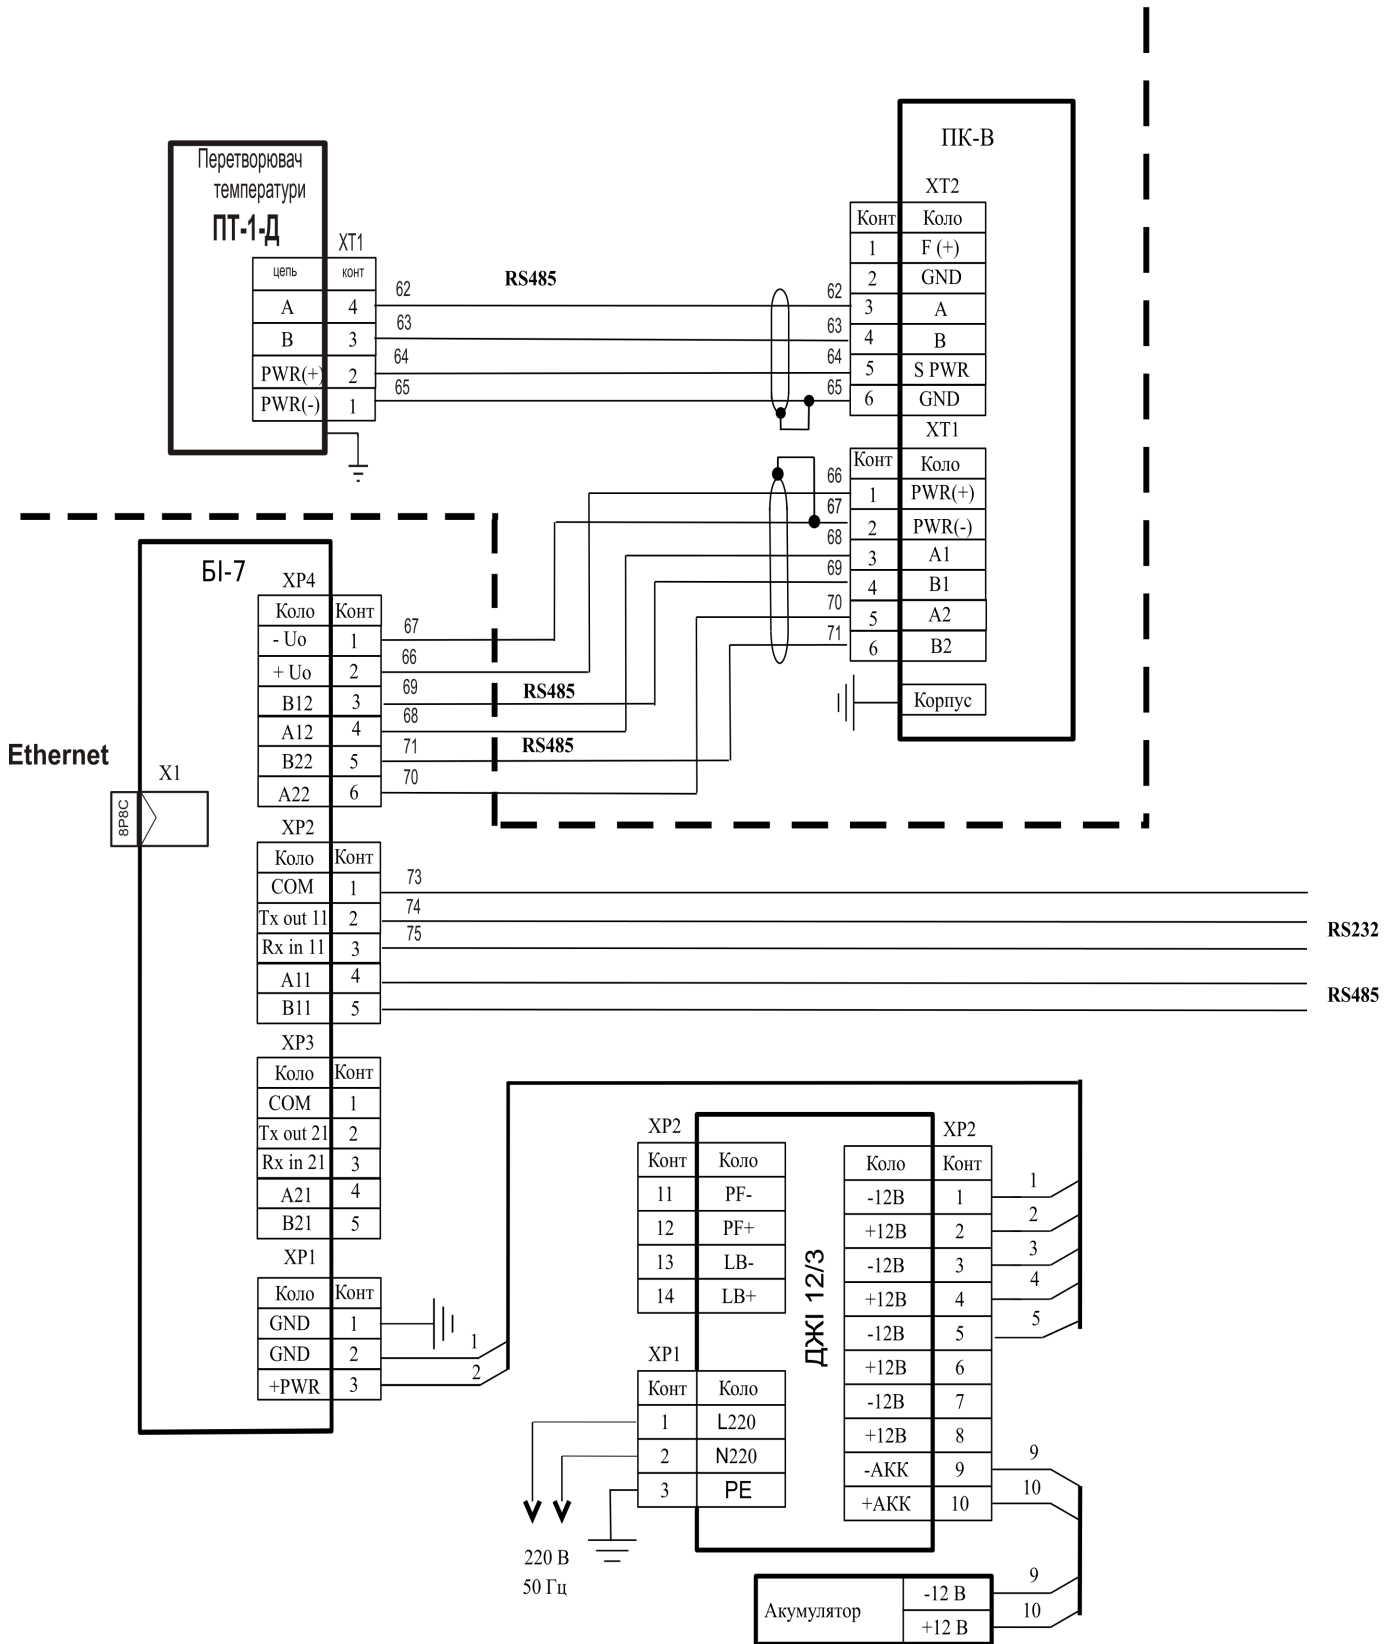 Перетворювач
температури
ПТ-1-Д
XT1
цепь конт
A 4
B 3
PWR(+) 2
PWR(-) 1
62
63
64
65
RS485
62
63
64
65
ПК-В
XT2
Конт Коло
1 F (+)
2 GND
3 A
4 B
5 S PWR
6 GND
XT1
Конт Коло
1 PWR(+)
2 PWR(-)
3 A1
4 B1
5 A2
6 B2
Корпус
66
67
68
69
70
71
БІ-7
XP4
Коло Конт
- Uo 1
+ Uo 2
B12 3
A12 4
B22 5
A22 6
67
66
69
68
71
70
RS485
RS485
Ethernet
X1
8P8C
XP2
Коло Конт
COM 1
Tx out 11 2
Rx in 11 3
A11 4
B11 5
73
74
75
RS232
RS485
XP3
Коло Конт
COM 1
Tx out 21 2
Rx in 21 3
A21 4
B21 5
XP1
Коло Конт
GND 1
GND 2
+PWR 3
1
2
XP2
Конт Коло
11 PF-
12 PF+
13 LB-
14 LB+
XP1
Конт Коло
1 L220
2 N220
3 PE
220 В
50 Гц
ДЖІ 12/3
XP2
Коло Конт
-12В 1
+12В 2
-12В 3
+12В 4
-12В 5
+12В 6
-12В 7
+12В 8
-АКК 9
+АКК 10
1
2
3
4
5
9
10
Акумулятор
-12 В
+12 В
9
10